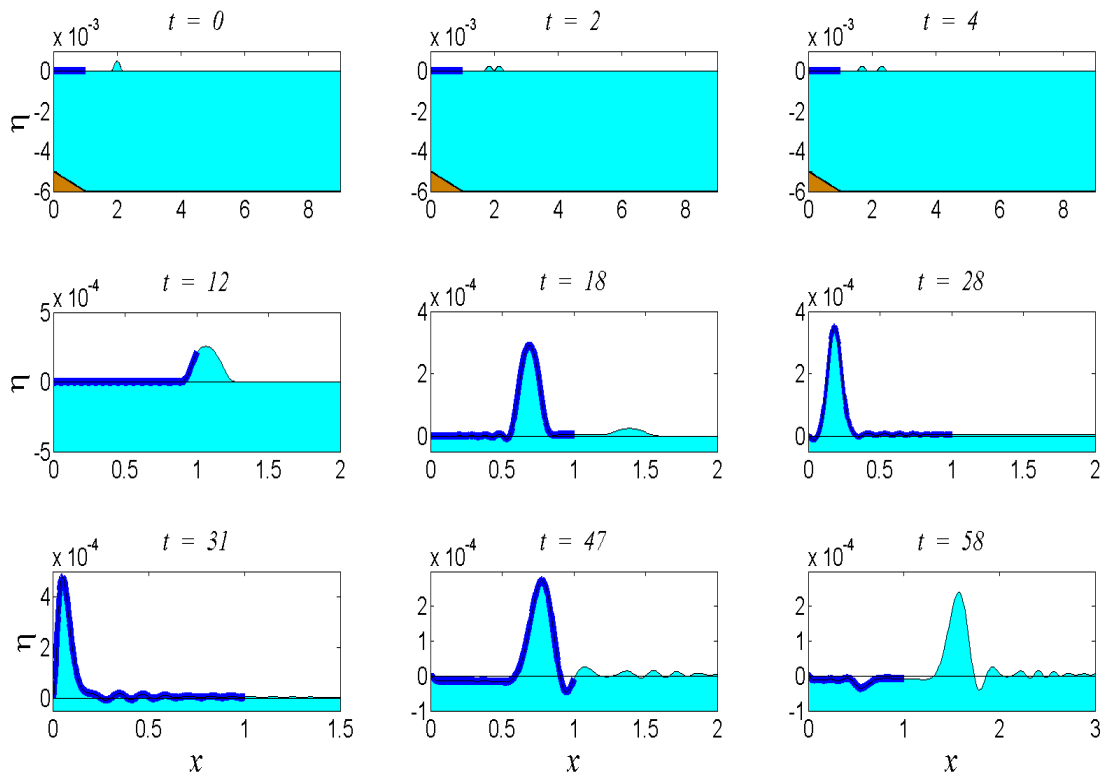 t = 0
x 10^-3
0
-2
-4
-6
η
0 2 4 6 8
t = 2
x 10^-3
0
-2
-4
-6
0 2 4 6 8
t = 4
x 10^-3
0
-2
-4
-6
0 2 4 6 8
t = 12
x 10^-4
5
0
-5
η
0 0.5 1 1.5 2
t = 18
x 10^-4
4
2
0
0 0.5 1 1.5 2
t = 28
x 10^-4
4
2
0
0 0.5 1 1.5 2
t = 31
x 10^-4
4
2
0
η
0 0.5 1 1.5
x
t = 47
x 10^-4
2
1
0
-1
0 0.5 1 1.5 2
x
t = 58
x 10^-4
2
1
0
-1
0 1 2 3
x